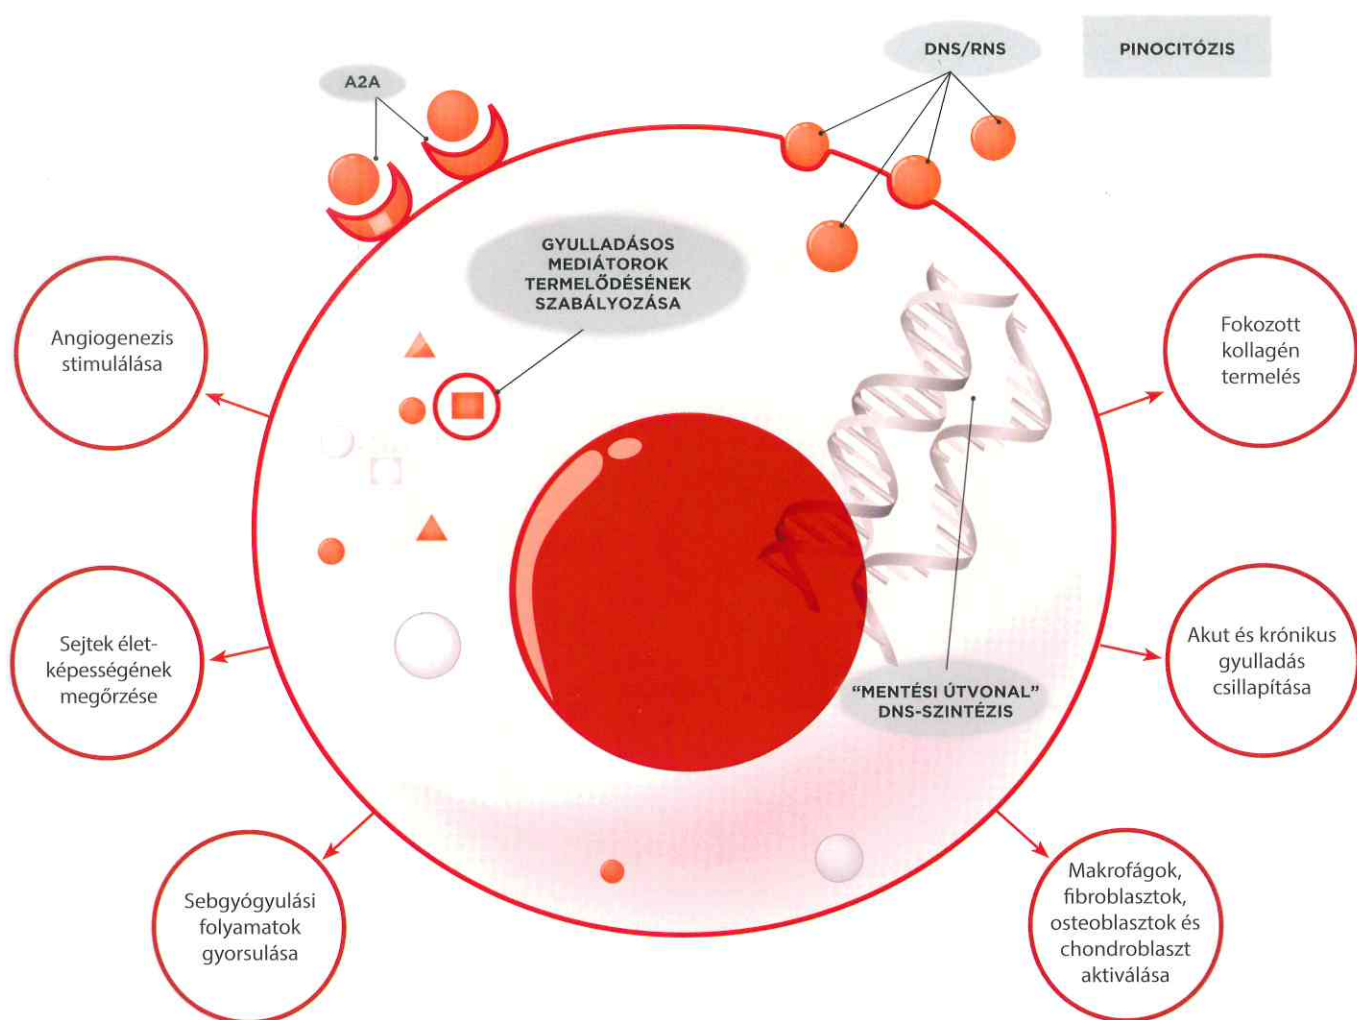 DNS/RNS
PINOCITÓZIS
A2A
GYULLADÁSOS
MEDIÁTOROK
TERMELŐDÉSÉNEK
SZABÁLYOZÁSA
Angiogenezis
stimulálása
Fokozott
kollagén
termelés
Sejtek élet-
képességének
megőrzése
Akut és krónikus
gyulladás
csillapítása
“MENTÉSI ÚTVONAL”
DNS-SZINTÉZIS
Sebgyógyulási
folyamatok
gyorsulása
Makrofágok,
fibroblasztok,
osteoblasztok és
chondroblaszt
aktiválása